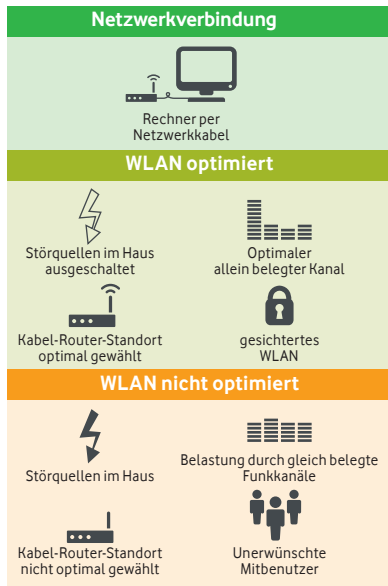 Netzwerkverbindung
Rechner per
Netzwerkkabel
WLAN optimiert
Störquellen im Haus
ausgeschaltet
Optimaler
allein belegter Kanal
Kabel-Router-Standort
optimal gewählt
gesichertes
WLAN
WLAN nicht optimiert
Störquellen im Haus
Belastung durch gleich belegte
Funkkanäle
Kabel-Router-Standort
nicht optimal gewählt
Unerwünschte
Mitbenutzer